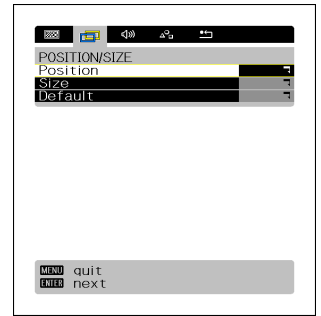 POSITION/SIZE
Position
Size
Default
MENU quit
ENTER next